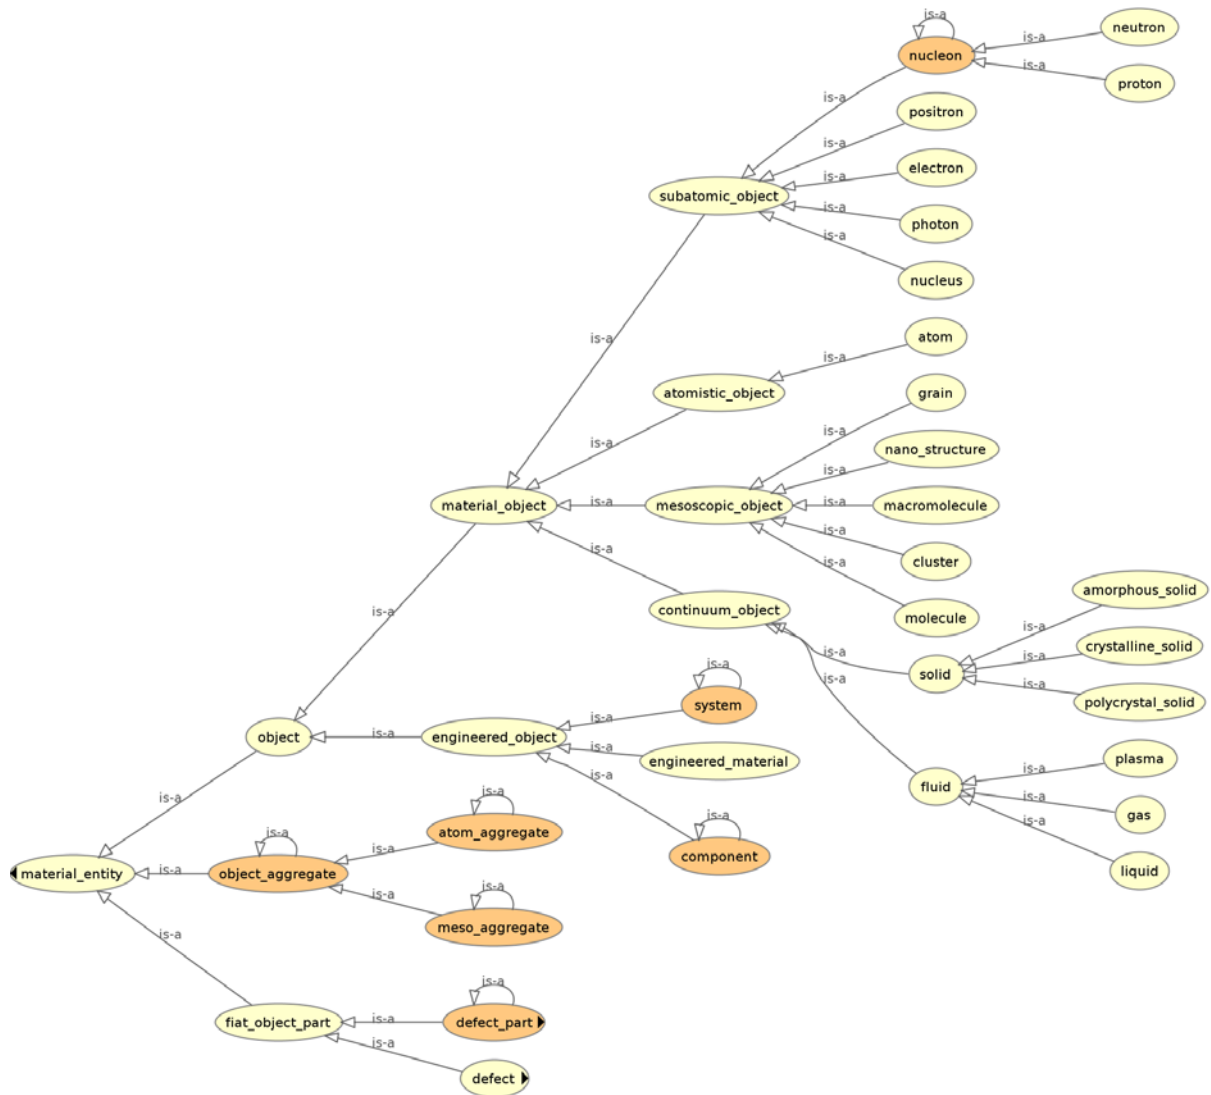 is-a
neutron
is-a
nucleon
is-a
proton
is-a
positron
is-a
electron
is-a
subatomic_object
is-a
photon
is-a
nucleus
is-a
atom
is-a
atomistic_object
grain
is-a
is-a
nano_structure
is-a
material_object
is-a
mesoscopic_object
is-a
macromolecule
is-a
is-a
cluster
is-a
amorphous_solid
is-a
continuum_object
molecule
is-a
is-a
crystalline_solid
is-a
solid
is-a
is-a
polycrystal_solid
is-a
system
is-a
object
is-a
engineered_object
is-a
engineered_material
plasma
is-a
is-a
fluid
is-a
is-a
is-a
gas
is-a
atom_aggregate
is-a
is-a
is-a
component
material_entity
is-a
object_aggregate
liquid
is-a
is-a
meso_aggregate
is-a
is-a
fiat_object_part
is-a
defect_part
is-a
defect